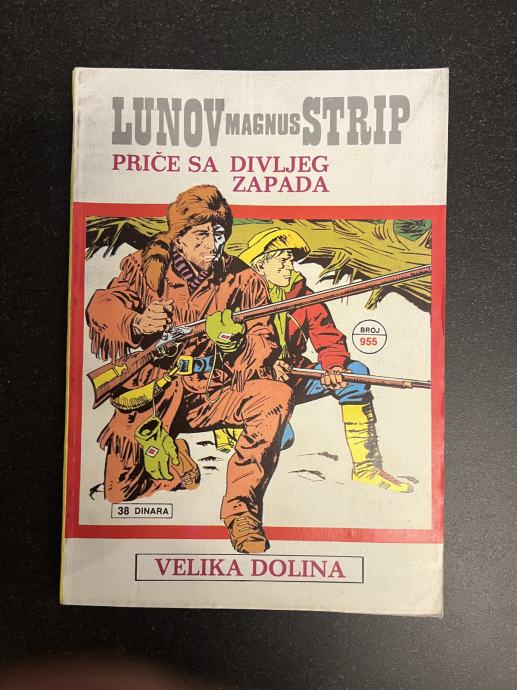 LUNOV MAGNUS STRIP
PRIČE SA DIVLJEG
ZAPADA
BROJ
955
38 DINARA
VELIKA DOLINA